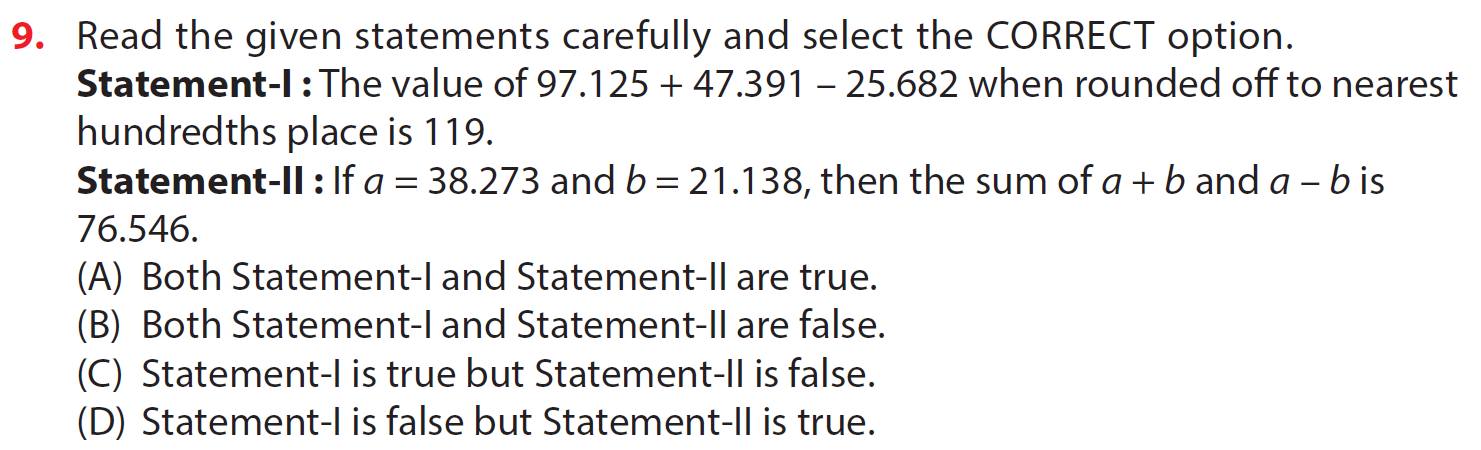 9. Read the given statements carefully and select the CORRECT option.
Statement-I : The value of 97.125 + 47.391 – 25.682 when rounded off to nearest
hundredths place is 119.
Statement-II : If a = 38.273 and b = 21.138, then the sum of a + b and a – b is
76.546.
(A) Both Statement-I and Statement-II are true.
(B) Both Statement-I and Statement-II are false.
(C) Statement-I is true but Statement-II is false.
(D) Statement-I is false but Statement-II is true.